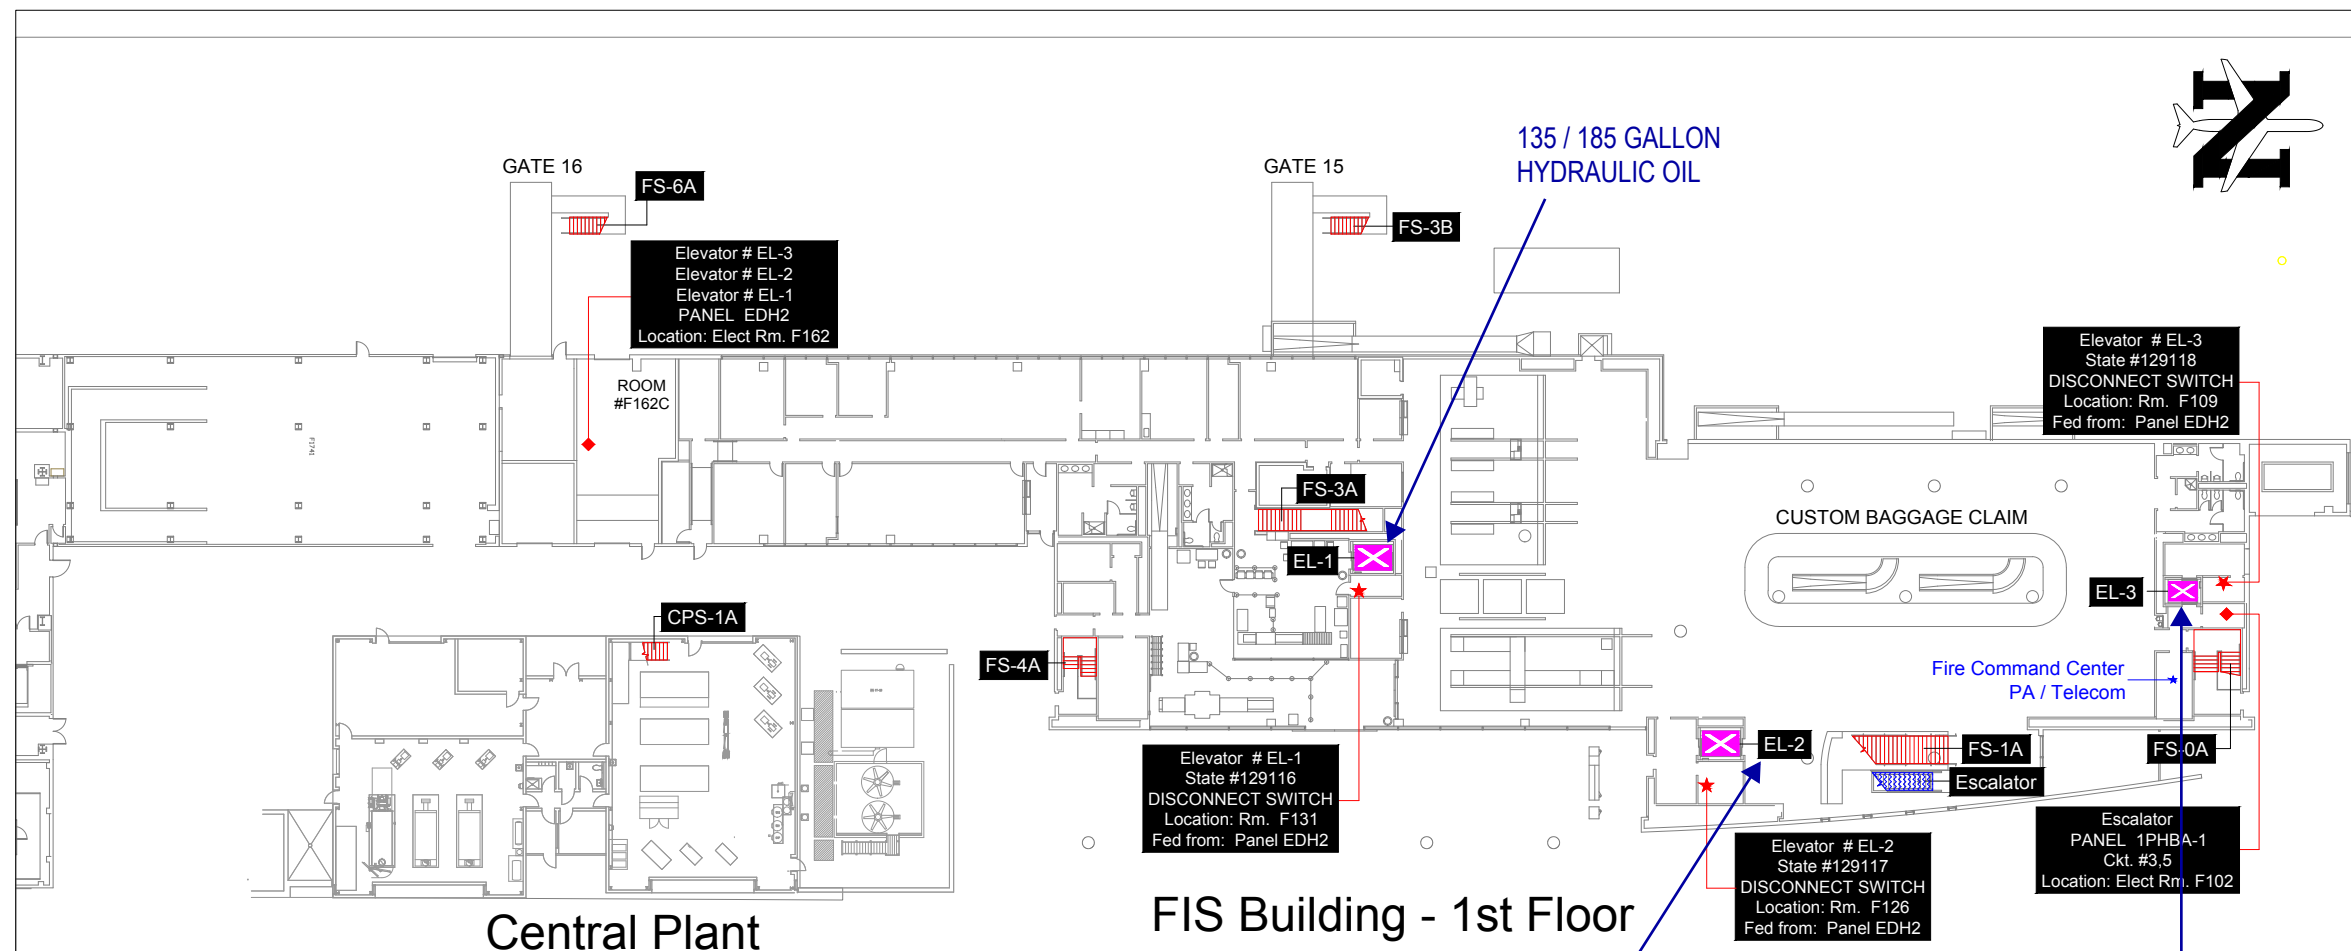 135 / 185 GALLON
HYDRAULIC OIL
GATE 16
GATE 15
FS-6A
FS-3B
Elevator # EL-3
Elevator # EL-2
Elevator # EL-1
PANEL EDH2
Location: Elect Rm. F162
ROOM
#F162C
Elevator # EL-3
State #129118
DISCONNECT SWITCH
Location: Rm. F109
Fed from: Panel EDH2
F1741
FS-3A
CUSTOM BAGGAGE CLAIM
EL-1
EL-3
CPS-1A
FS-4A
Fire Command Center
PA / Telecom
EL-2
FS-1A
FS-0A
Escalator
Elevator # EL-1
State #129116
DISCONNECT SWITCH
Location: Rm. F131
Fed from: Panel EDH2
Elevator # EL-2
State #129117
DISCONNECT SWITCH
Location: Rm. F126
Fed from: Panel EDH2
Escalator
PANEL 1PHBA-1
Ckt. #3,5
Location: Elect Rm. F102
Central Plant
FIS Building - 1st Floor
N